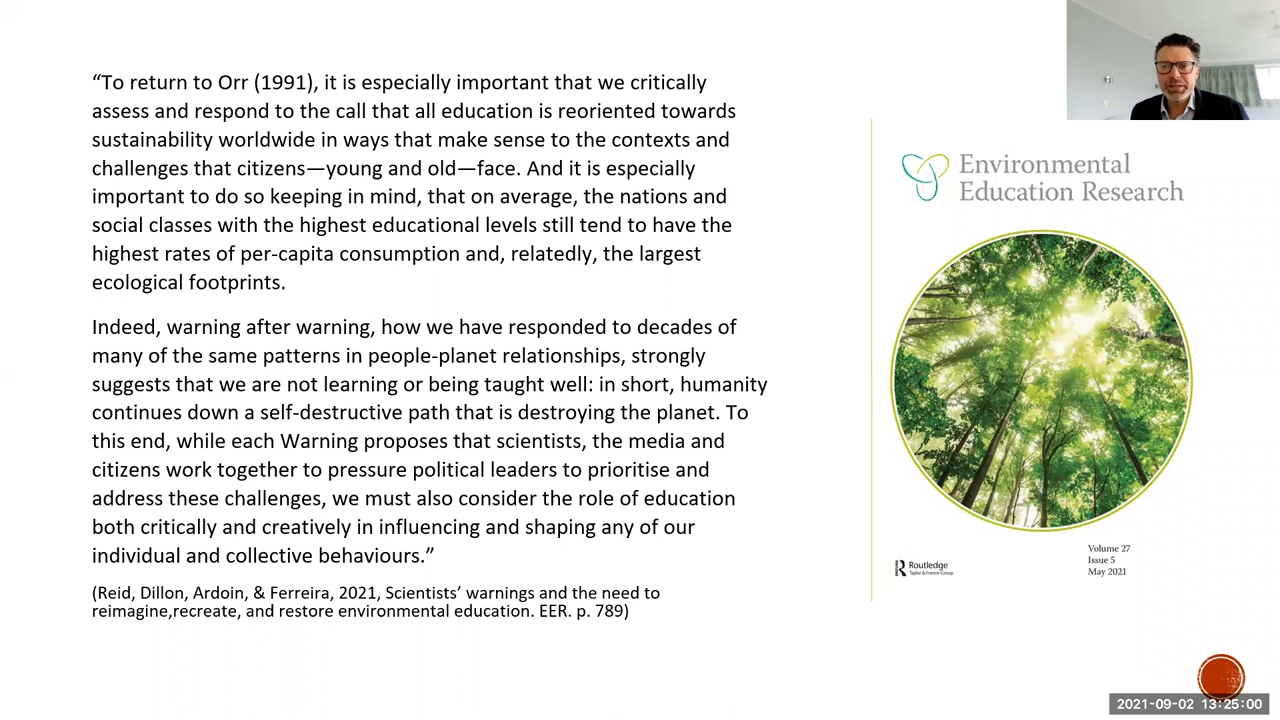 “To return to Orr (1991), it is especially important that we critically
assess and respond to the call that all education is reoriented towards
sustainability worldwide in ways that make sense to the contexts and
challenges that citizens—young and old—face. And it is especially
important to do so keeping in mind, that on average, the nations and
social classes with the highest educational levels still tend to have the
highest rates of per-capita consumption and, relatedly, the largest
ecological footprints.
Indeed, warning after warning, how we have responded to decades of
many of the same patterns in people-planet relationships, strongly
suggests that we are not learning or being taught well: in short, humanity
continues down a self-destructive path that is destroying the planet. To
this end, while each Warning proposes that scientists, the media and
citizens work together to pressure political leaders to prioritise and
address these challenges, we must also consider the role of education
both critically and creatively in influencing and shaping any of our
individual and collective behaviours.”
(Reid, Dillon, Ardoin, & Ferreira, 2021, Scientists’ warnings and the need to
reimagine,recreate, and restore environmental education. EER. p. 789)
Environmental
Education Research
Volume 27
Issue 5
May 2021
Routledge
Taylor & Francis Group
2021-09-02 13:25:00